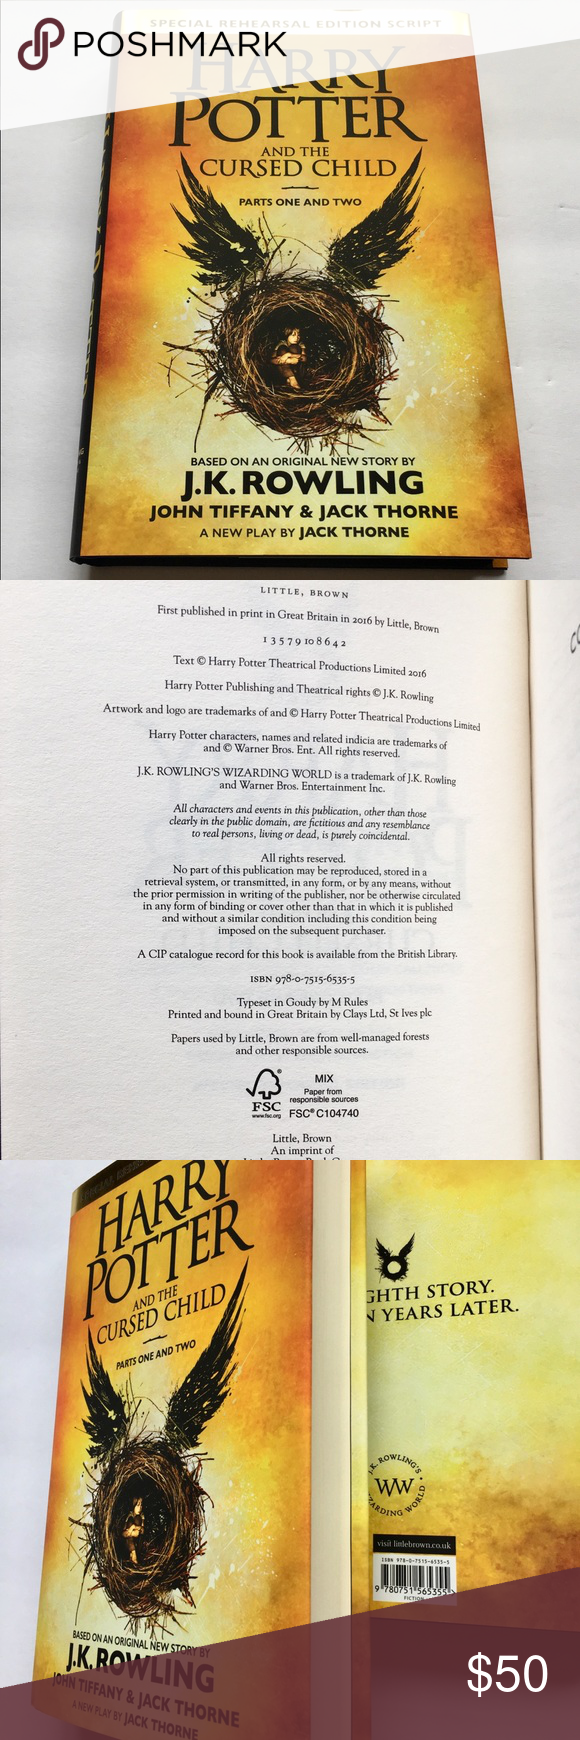 SPECIAL REHEARSAL EDITION SCRIPT
POSHMARK
HARRY
POTTER
AND THE
CURSED CHILD
PARTS ONE AND TWO
BASED ON AN ORIGINAL NEW STORY BY
J.K. ROWLING
JOHN TIFFANY & JACK THORNE
A NEW PLAY BY JACK THORNE
LITTLE, BROWN
First published in print in Great Britain in 2016 by Little, Brown
1 3 5 7 9 10 8 6 4 2
Text © Harry Potter Theatrical Productions Limited 2016
Harry Potter Publishing and Theatrical rights © J.K. Rowling
Artwork and logo are trademarks of and © Harry Potter Theatrical Productions Limited
Harry Potter characters, names and related indicia are trademarks of
and © Warner Bros. Ent. All rights reserved.
J.K. ROWLING'S WIZARDING WORLD is a trademark of J.K. Rowling
and Warner Bros. Entertainment Inc.
All characters and events in this publication, other than those
clearly in the public domain, are fictitious and any resemblance
to real persons, living or dead, is purely coincidental.
All rights reserved.
No part of this publication may be reproduced, stored in a
retrieval system, or transmitted, in any form, or by any means, without
the prior permission in writing of the publisher, nor be otherwise circulated
in any form of binding or cover other than that in which it is published
and without a similar condition including this condition being
imposed on the subsequent purchaser.
A CIP catalogue record for this book is available from the British Library.
ISBN 978-0-7515-6535-5
Typeset in Goudy by M Rules
Printed and bound in Great Britain by Clays Ltd, St Ives plc
Papers used by Little, Brown are from well-managed forests
and other responsible sources.
FSC
www.fsc.org
MIX
Paper from
responsible sources
FSC® C104740
Little, Brown
An imprint of
HARRY
POTTER
AND THE
CURSED CHILD
PARTS ONE AND TWO
BASED ON AN ORIGINAL NEW STORY BY
J.K. ROWLING
JOHN TIFFANY & JACK THORNE
A NEW PLAY BY JACK THORNE
GHTH STORY.
N YEARS LATER.
J.K. ROWLING'S
WW
WIZARDING WORLD
visit littlebrown.co.uk
ISBN 978-0-7515-6535-5
9 780751 565355
FICTION
$50